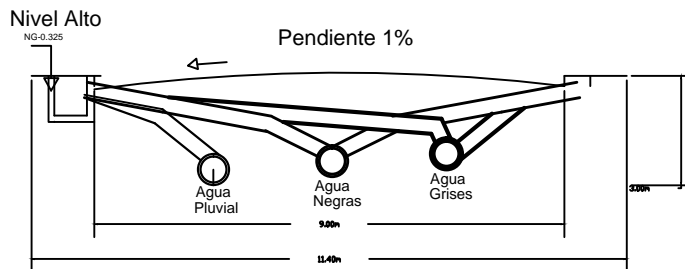 Nivel Alto
NG-0.325
Pendiente 1%
Agua
Pluvial
Agua
Negras
Agua
Grises
3.00m
9.00m
11.40m